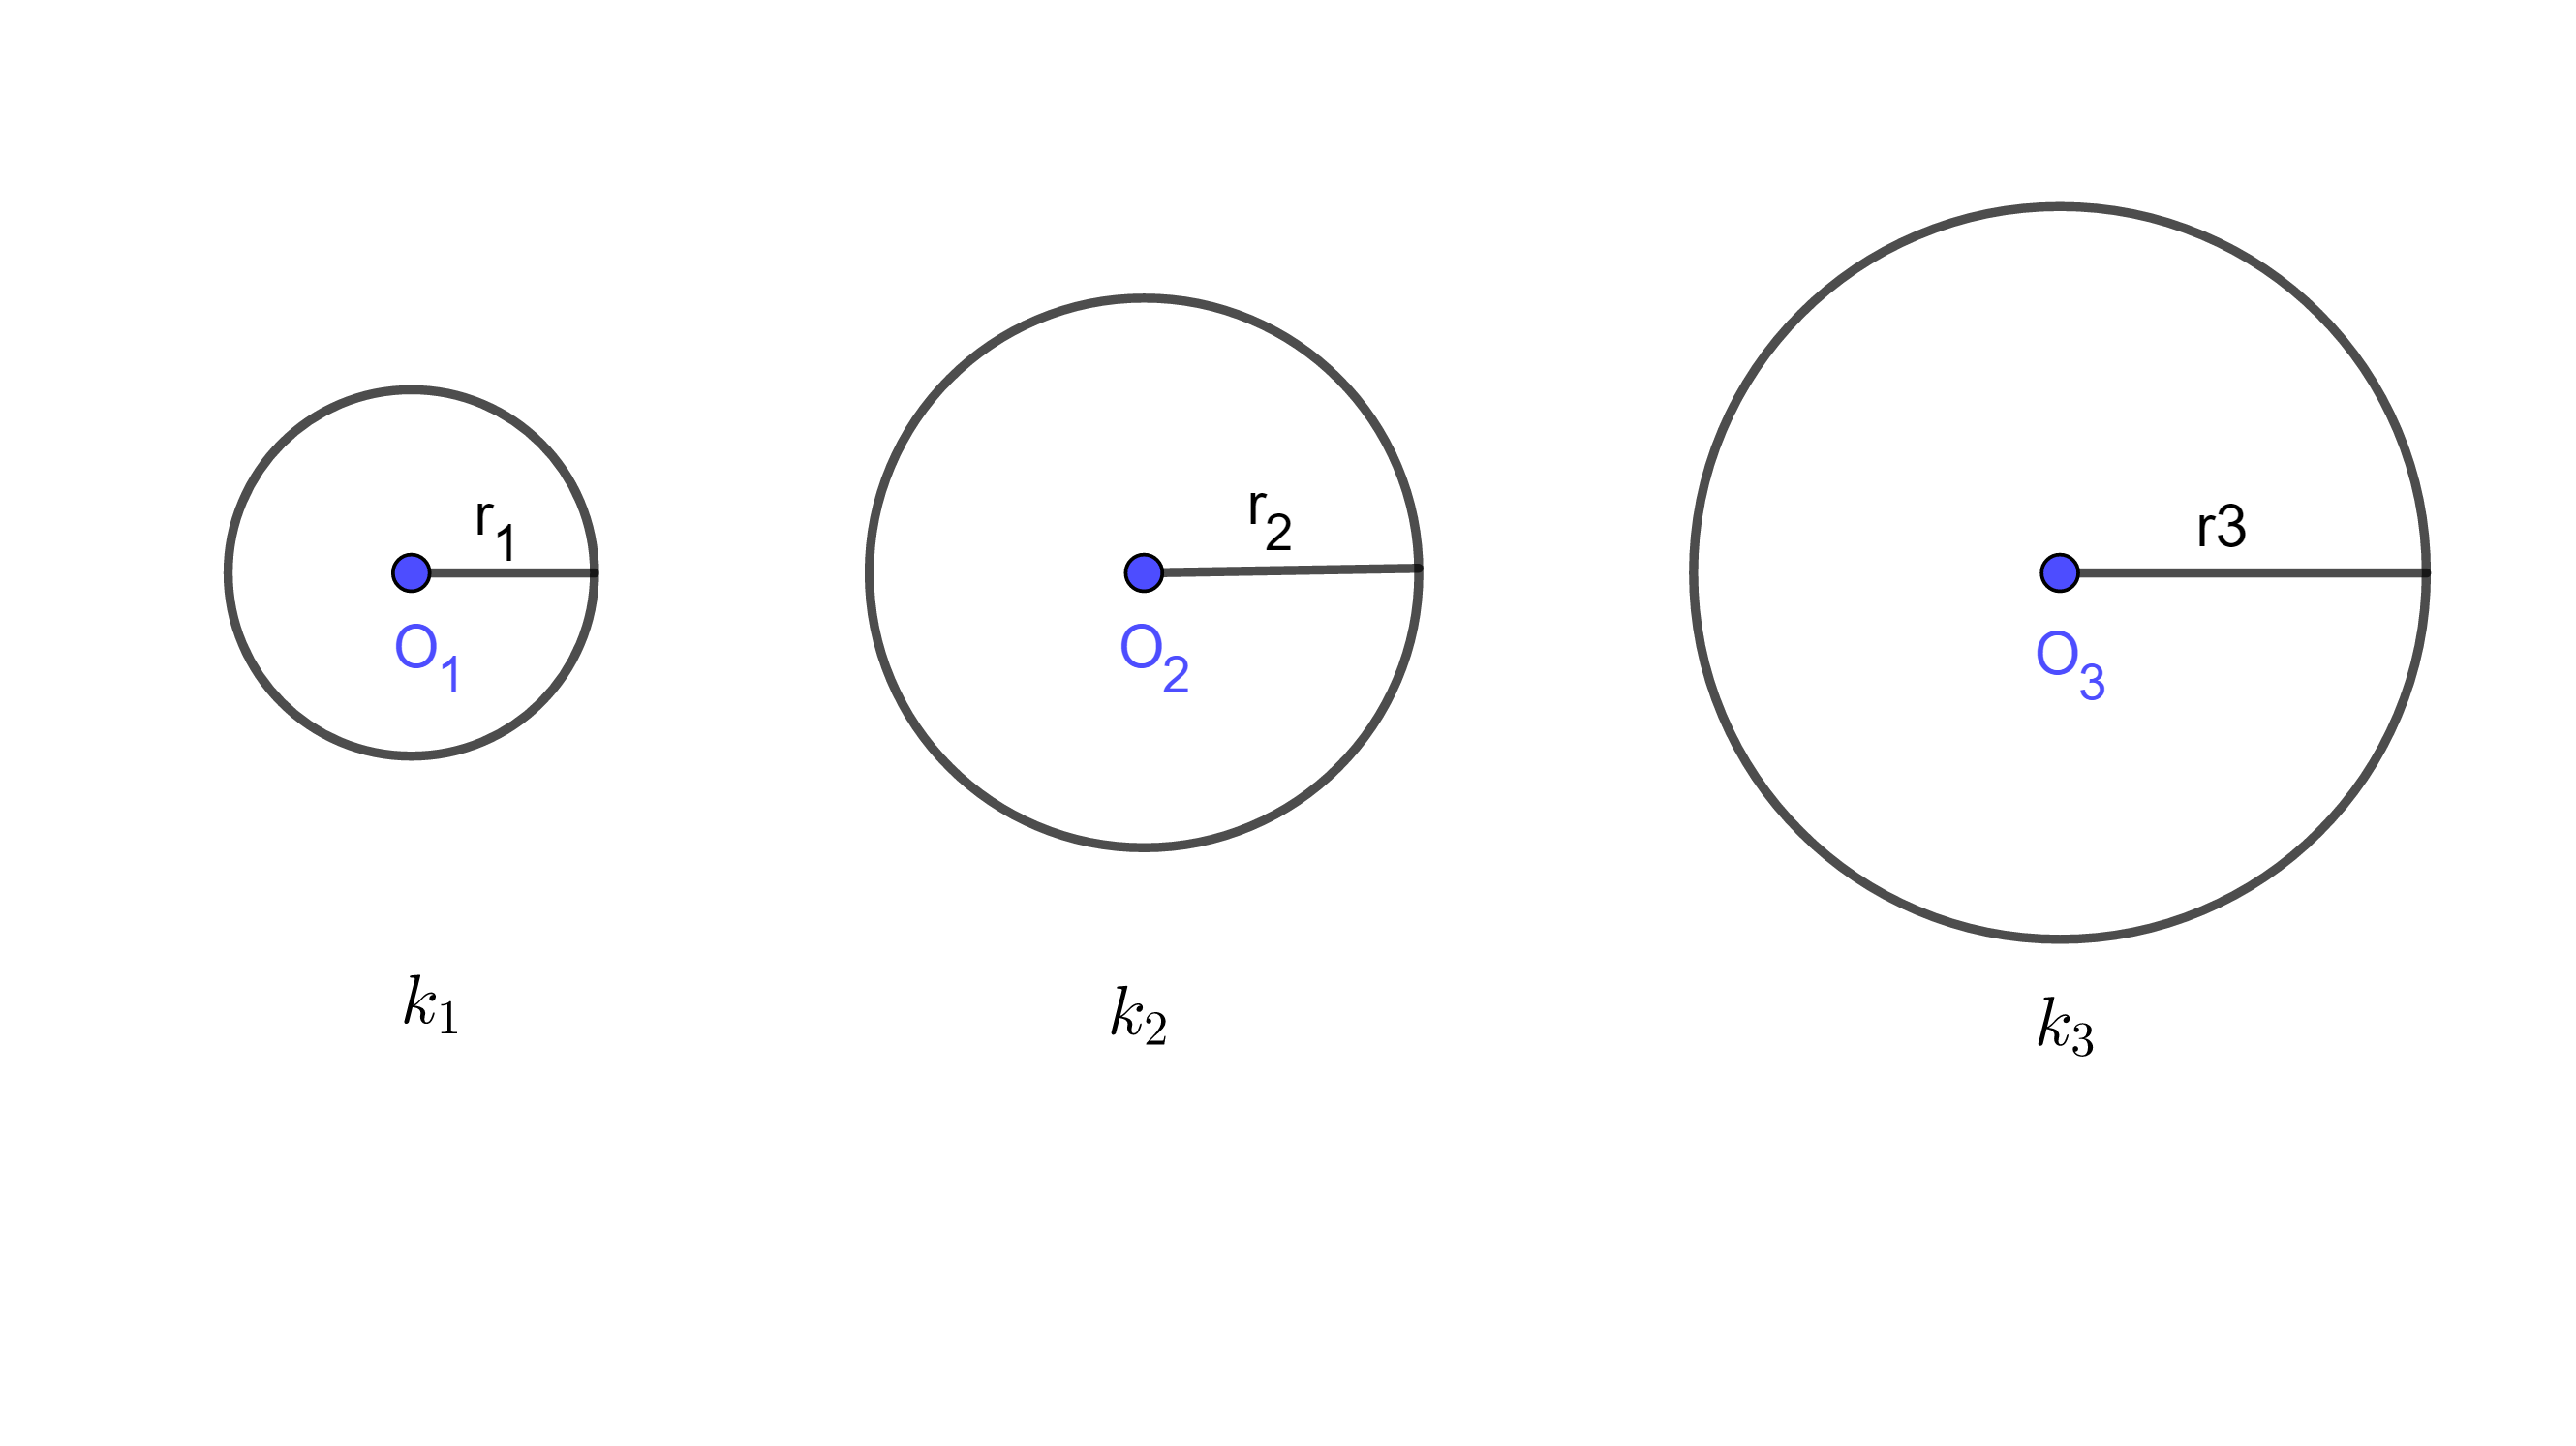 r₁ r₂ r3
O₁ O₂ O₃
k₁ k₂ k₃